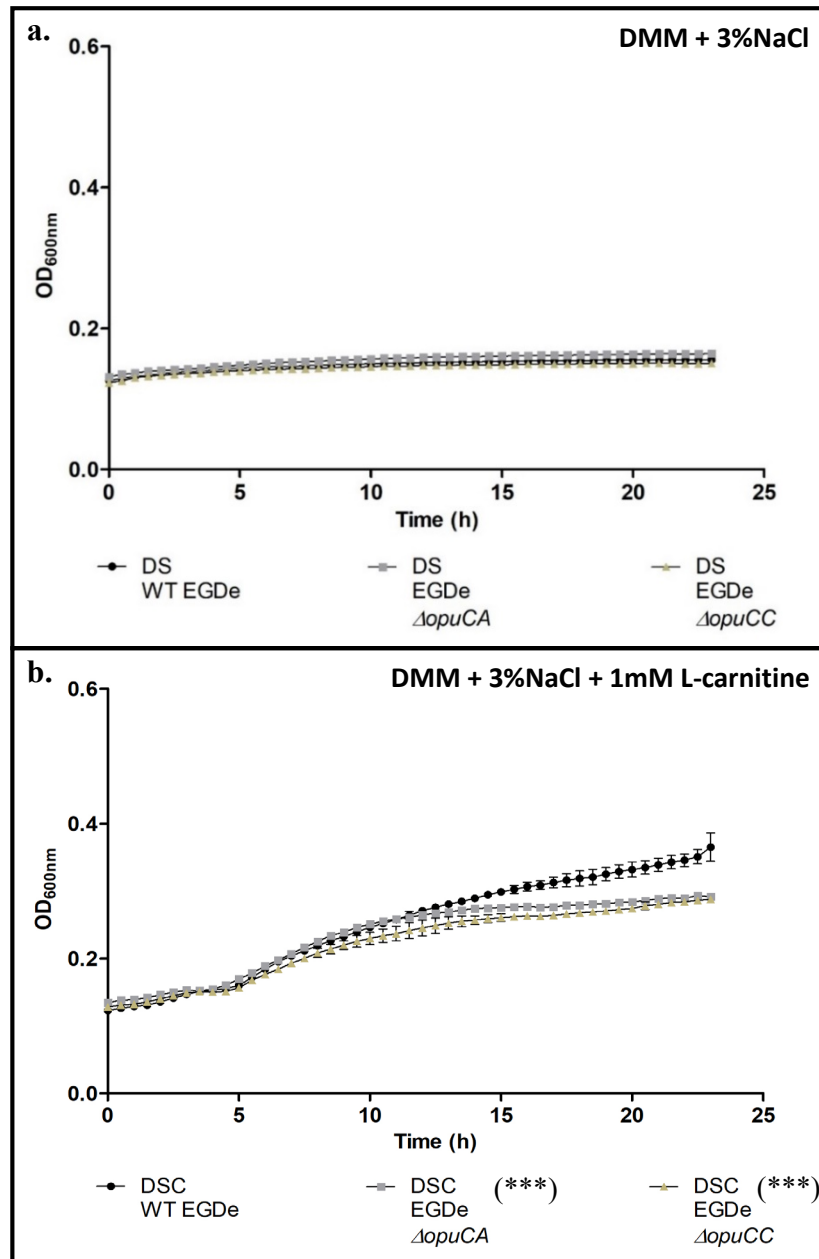 a.
DMM + 3%NaCl
0.6
0.4
0.2
0.0
OD600nm
0 5 10 15 20 25
Time (h)
DS DS DS
WT EGDe EGDe EGDe
ΔopuCA ΔopuCC
b.
DMM + 3%NaCl + 1mM L-carnitine
0.6
0.4
0.2
0.0
OD600nm
0 5 10 15 20 25
Time (h)
DSC DSC (***) DSC (***)
WT EGDe EGDe EGDe
ΔopuCA ΔopuCC